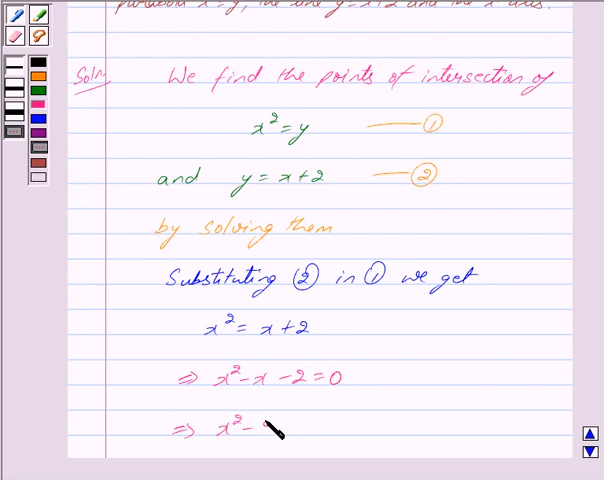 parabola x²=y, the line y=x+2 and the x-axis.
Soln We find the points of intersection of
x² = y ——— ①
and y = x+2 ——— ②
by solving them
Substituting ② in ① we get
x² = x+2
⇒ x² - x - 2 = 0
⇒ x² -